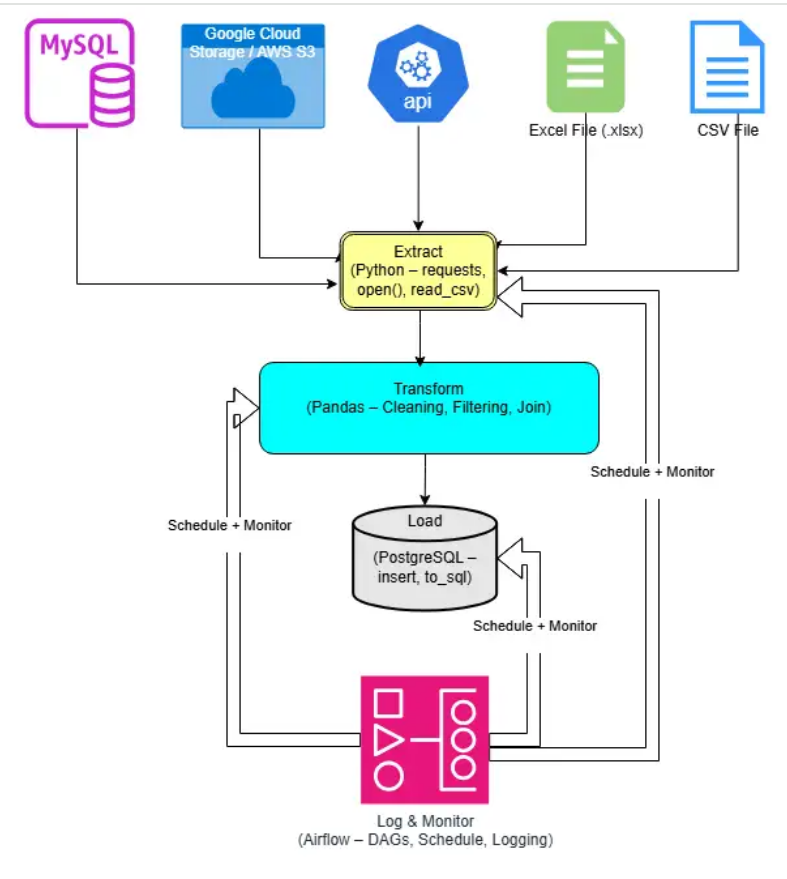 MySQL
Google Cloud
Storage / AWS S3
api
Excel File (.xlsx)
CSV File
Extract
(Python – requests,
open(), read_csv)
Transform
(Pandas – Cleaning, Filtering, Join)
Schedule + Monitor
Schedule + Monitor
Load
(PostgreSQL –
insert, to_sql)
Schedule + Monitor
Log & Monitor
(Airflow – DAGs, Schedule, Logging)